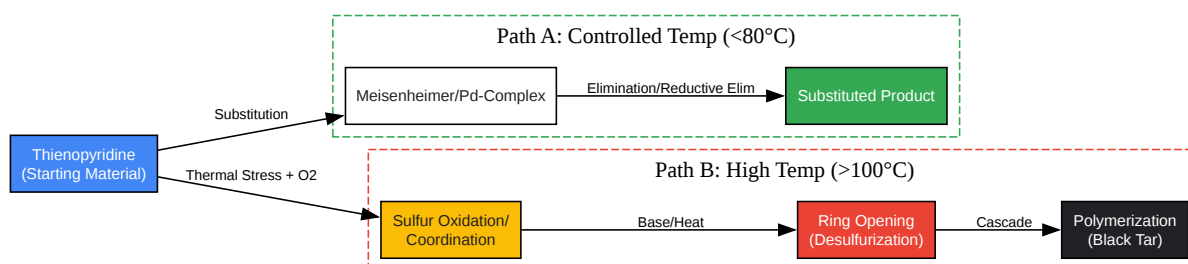 Path A: Controlled Temp (<80°C)
Meisenheimer/Pd-Complex
Elimination/Reductive Elim
Substituted Product
Substitution
Thienopyridine
(Starting Material)
Thermal Stress + O2
Path B: High Temp (>100°C)
Sulfur Oxidation/
Coordination
Base/Heat
Ring Opening
(Desulfurization)
Cascade
Polymerization
(Black Tar)